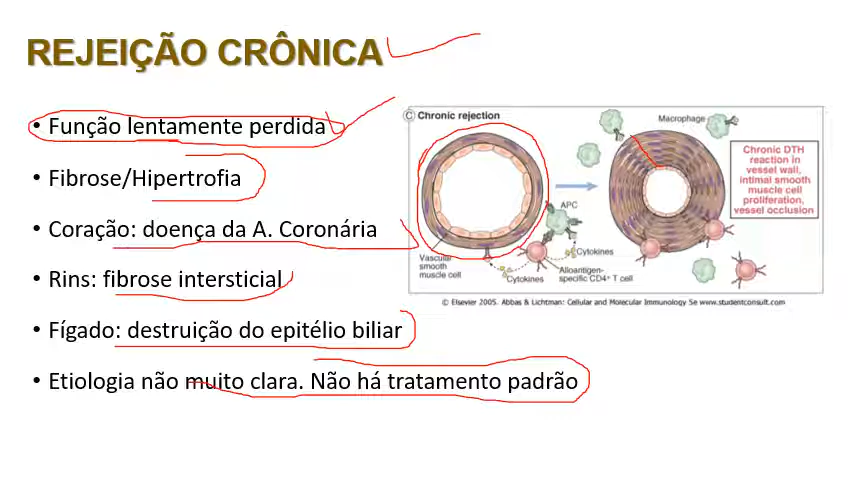 REJEIÇÃO CRÔNICA
• Função lentamente perdida
• Fibrose/Hipertrofia
• Coração: doença da A. Coronária
• Rins: fibrose intersticial
• Fígado: destruição do epitélio biliar
• Etiologia não muito clara. Não há tratamento padrão
C Chronic rejection
Macrophage
APC
Cytokines
Vascular
smooth
muscle cell
Cytokines
Alloantigen-
specific CD4+ T cell
Chronic DTH
reaction in
vessel wall,
intimal smooth
muscle cell
proliferation,
vessel occlusion
© Elsevier 2005. Abbas & Lichtman: Cellular and Molecular Immunology 5e www.studentconsult.com